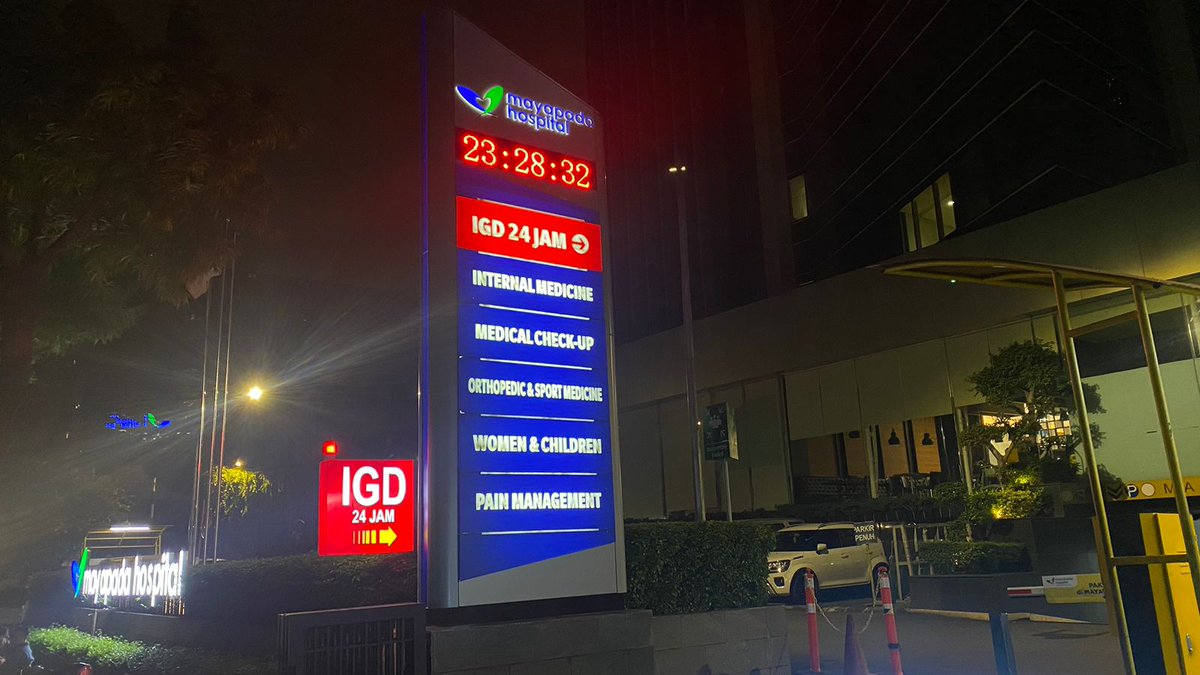 mayapada
hospital
23:28:32
IGD 24 JAM
INTERNAL MEDICINE
MEDICAL CHECK-UP
ORTHOPEDIC & SPORT MEDICINE
WOMEN & CHILDREN
PAIN MANAGEMENT
IGD
24 JAM
mayapada hospital
PARKIR
PENUH